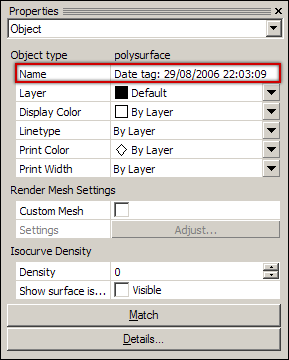 Properties
Object
Object type polysurface
Name Date tag: 29/08/2006 22:03:09
Layer Default
Display Color By Layer
Linetype By Layer
Print Color By Layer
Print Width By Layer
Render Mesh Settings
Custom Mesh
Settings Adjust...
Isocurve Density
Density 0
Show surface is... Visible
Match
Details...